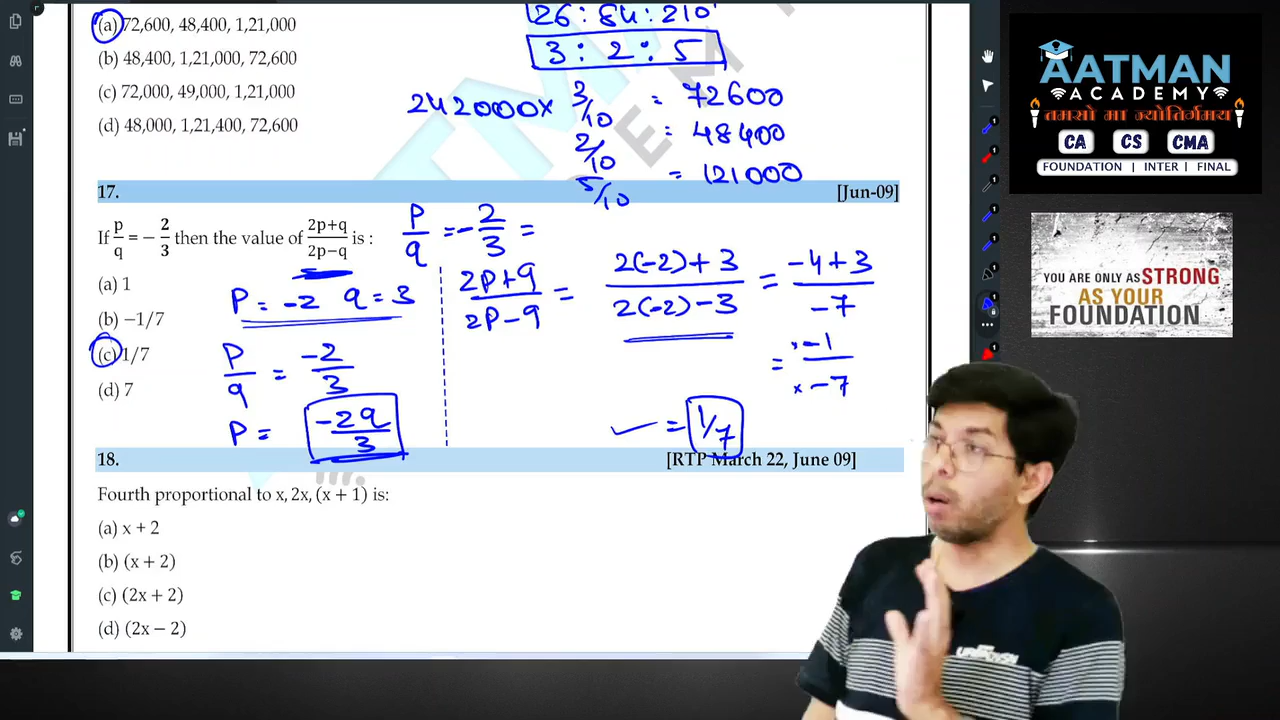 (a) 72,600, 48,400, 1,21,000
(b) 48,400, 1,21,000, 72,600
(c) 72,000, 49,000, 1,21,000
(d) 48,000, 1,21,400, 72,600
126 : 84 : 210
3 : 2 : 5
242000 × 3/10 = 72600
2/10 = 48400
5/10 = 121000
17. [Jun-09]
If p/q = − 2/3 then the value of 2p+q/2p−q is :
(a) 1
(b) −1/7
(c) 1/7
(d) 7
P/q = -2/3 =
P = -2 q = 3
P/q = -2/3
P = -2q/3
2P+q/2P-q = 2(-2)+3/2(-2)-3 = -4+3/-7
= -1/-7
= 1/7
18. [RTP March 22, June 09]
Fourth proportional to x, 2x, (x + 1) is:
(a) x + 2
(b) (x + 2)
(c) (2x + 2)
(d) (2x − 2)
AATMAN
ACADEMY
तमसो मा ज्योतिर्गमय
CA CS CMA
FOUNDATION | INTER | FINAL
YOU ARE ONLY AS STRONG
AS YOUR
FOUNDATION